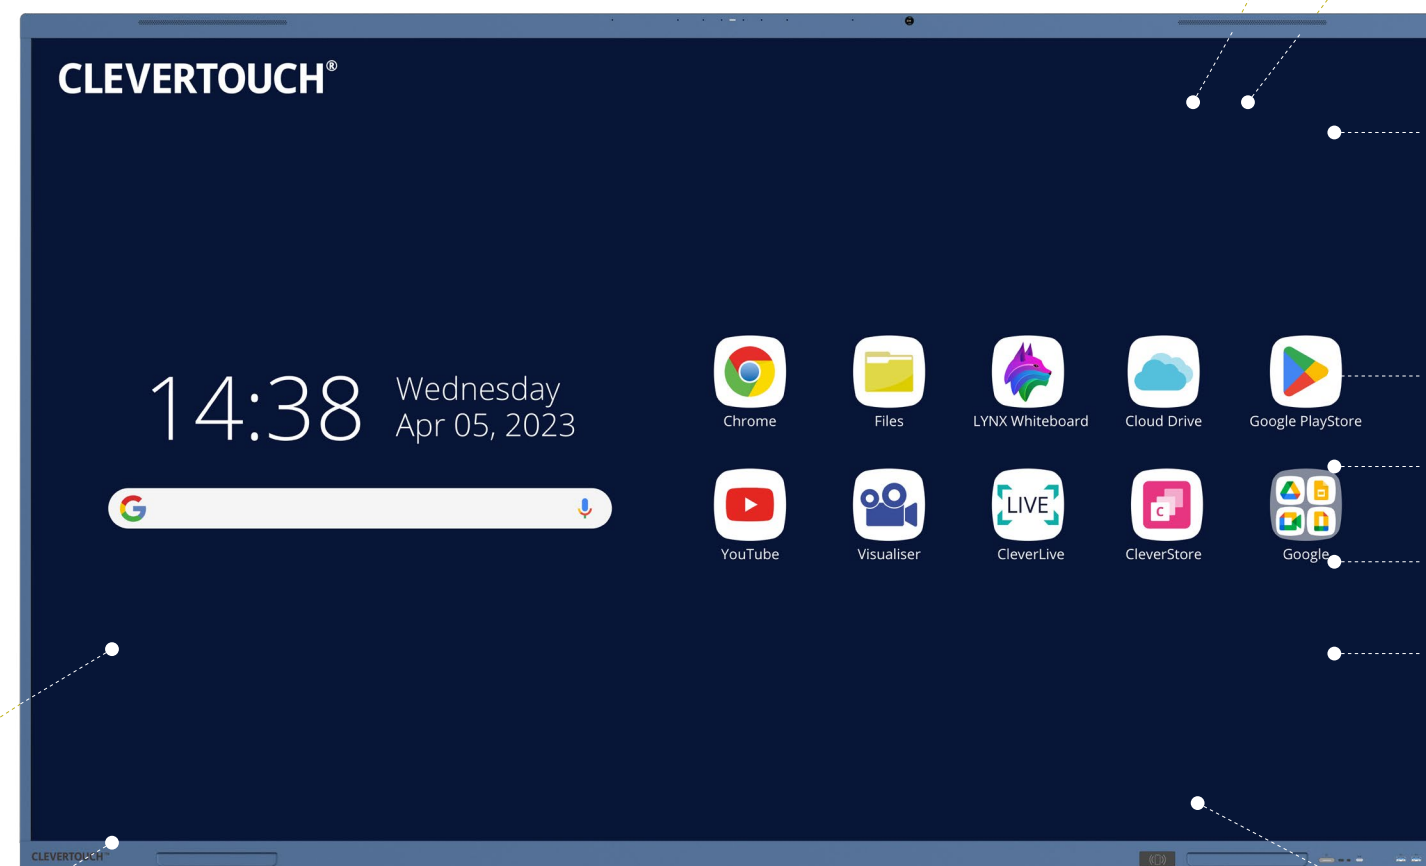 CLEVERTOUCH®
14:38
Wednesday
Apr 05, 2023
Chrome
Files
LYNX Whiteboard
Cloud Drive
Google PlayStore
LIVE
C
YouTube
Visualiser
CleverLive
CleverStore
Google
CLEVERTOUCH